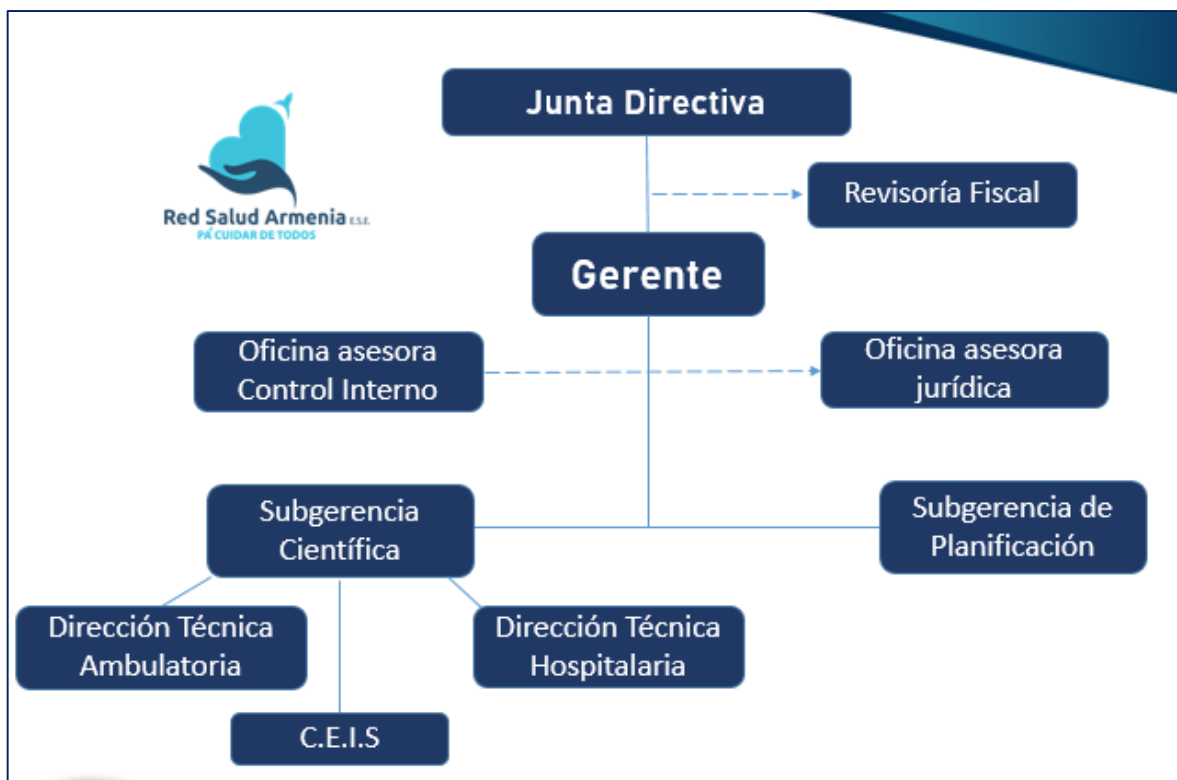 Junta Directiva
Red Salud Armenia E.S.E.
PA' CUIDAR DE TODOS
Revisoría Fiscal
Gerente
Oficina asesora
Control Interno
Oficina asesora
jurídica
Subgerencia
Científica
Subgerencia de
Planificación
Dirección Técnica
Ambulatoria
Dirección Técnica
Hospitalaria
C.E.I.S